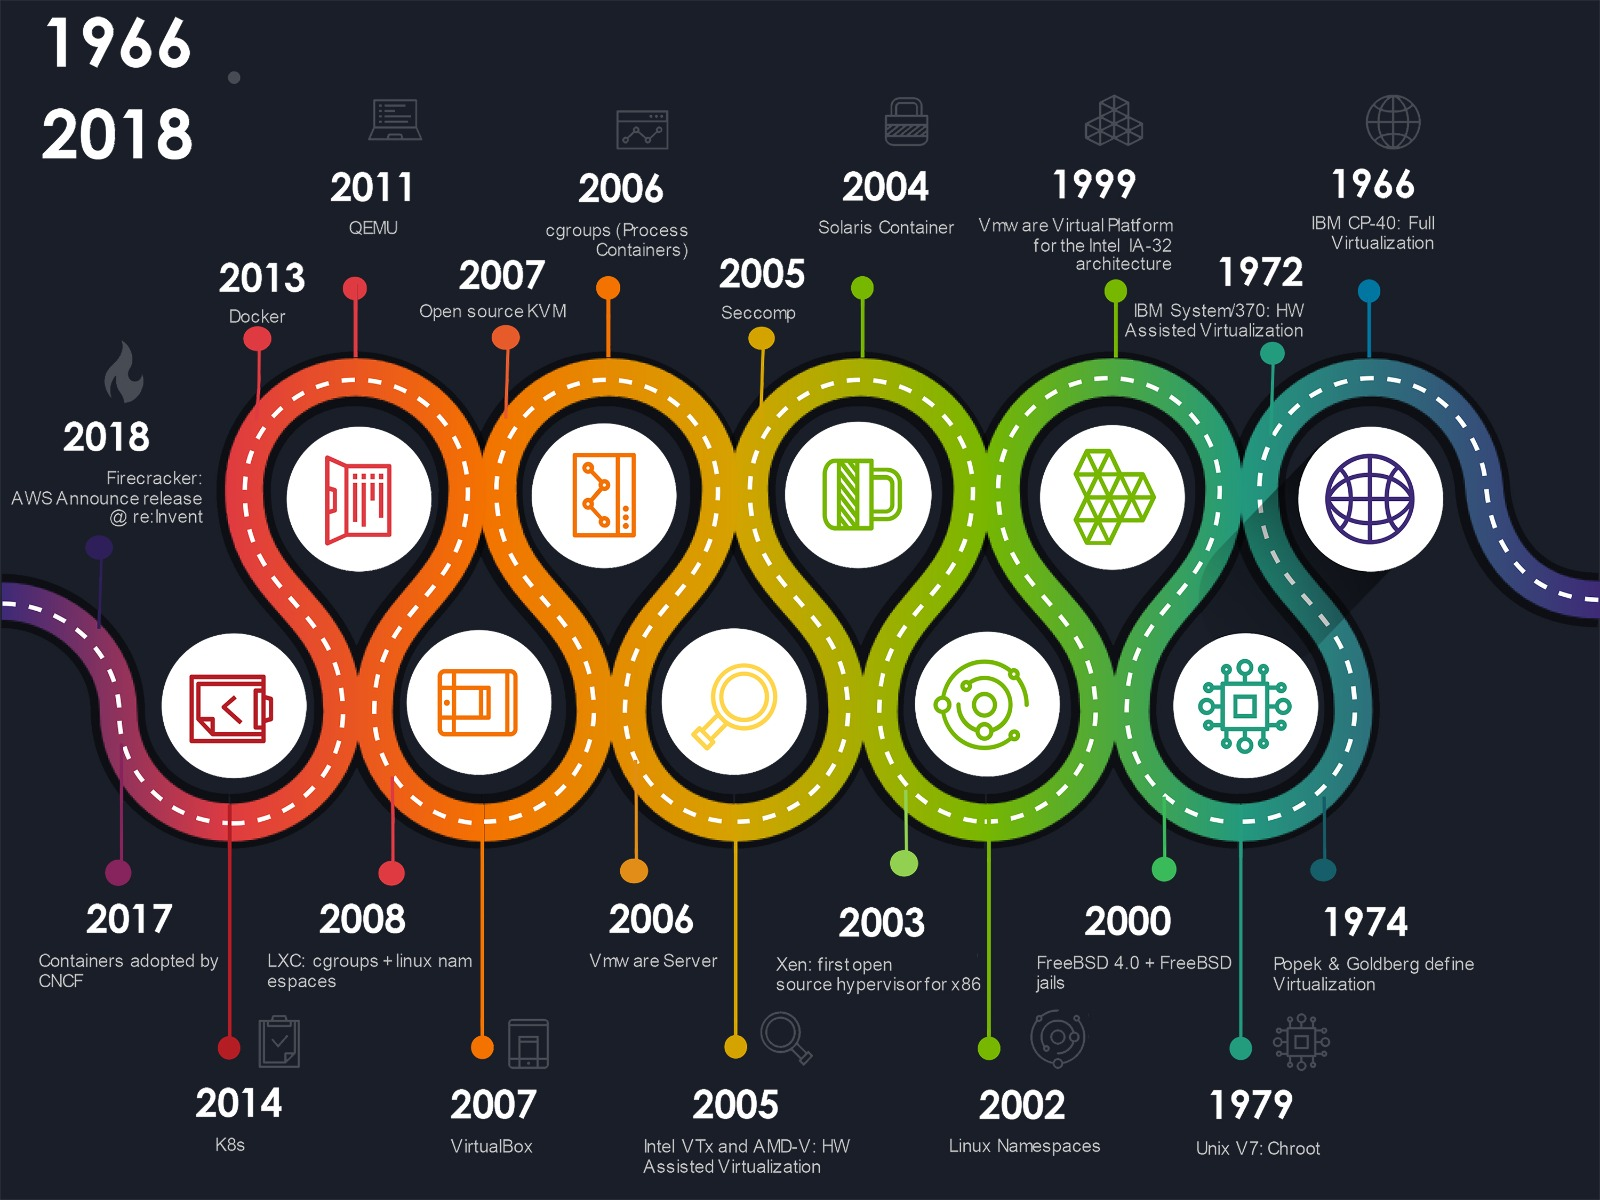 1966
2018
2011
QEMU
2006
cgroups (Process
Containers)
2004
Solaris Container
1999
Vmware Virtual Platform
for the Intel IA-32
architecture
1966
IBM CP-40: Full
Virtualization
2013
Docker
2007
Open source KVM
2005
Seccomp
1972
IBM System/370: HW
Assisted Virtualization
2018
Firecracker:
AWS Announce release
@ re:Invent
2017
Containers adopted by
CNCF
2008
LXC: cgroups + linux nam
espaces
2006
Vmware Server
2003
Xen: first open
source hypervisor for x86
2000
FreeBSD 4.0 + FreeBSD
jails
1974
Popek & Goldberg define
Virtualization
2014
K8s
2007
VirtualBox
2005
Intel VTx and AMD-V: HW
Assisted Virtualization
2002
Linux Namespaces
1979
Unix V7: Chroot